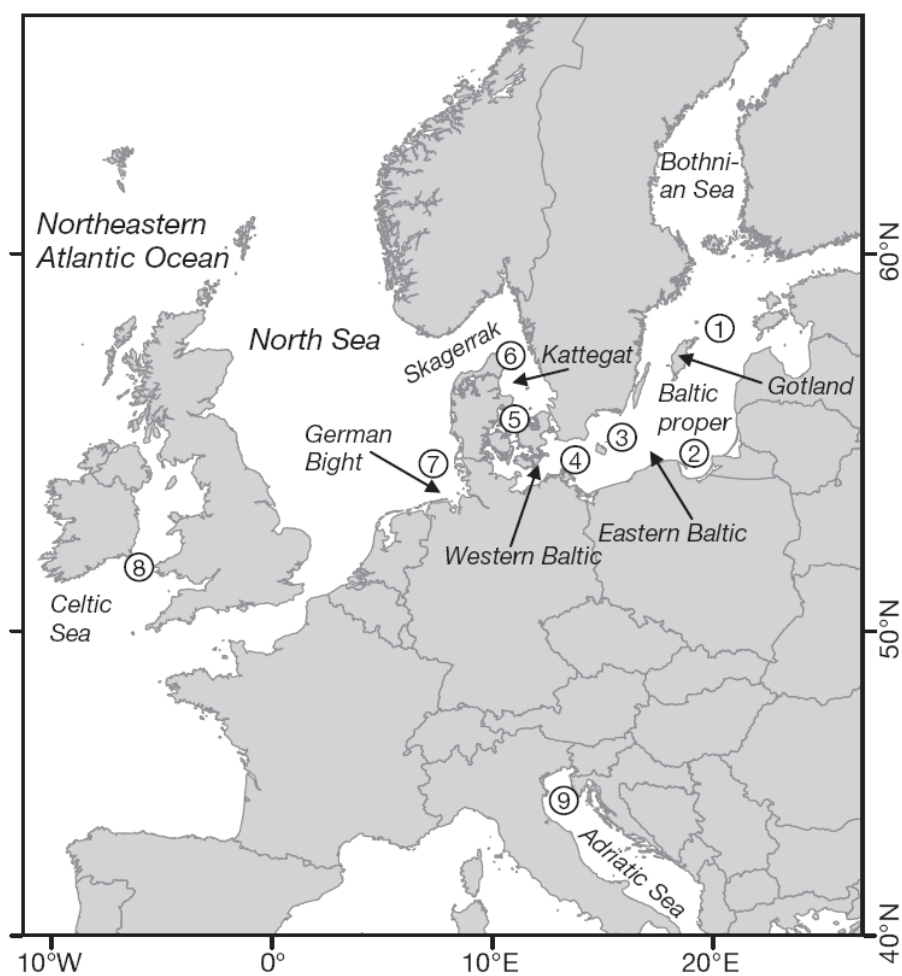 Bothni-
an Sea
Northeastern
Atlantic Ocean
60°N
North Sea
Skagerrak
1
6
Kattegat
Gotland
Baltic
proper
5
3
2
German
Bight
7
4
Western Baltic
Eastern Baltic
8
Celtic
Sea
50°N
9
Adriatic Sea
40°N
10°W
0°
10°E
20°E